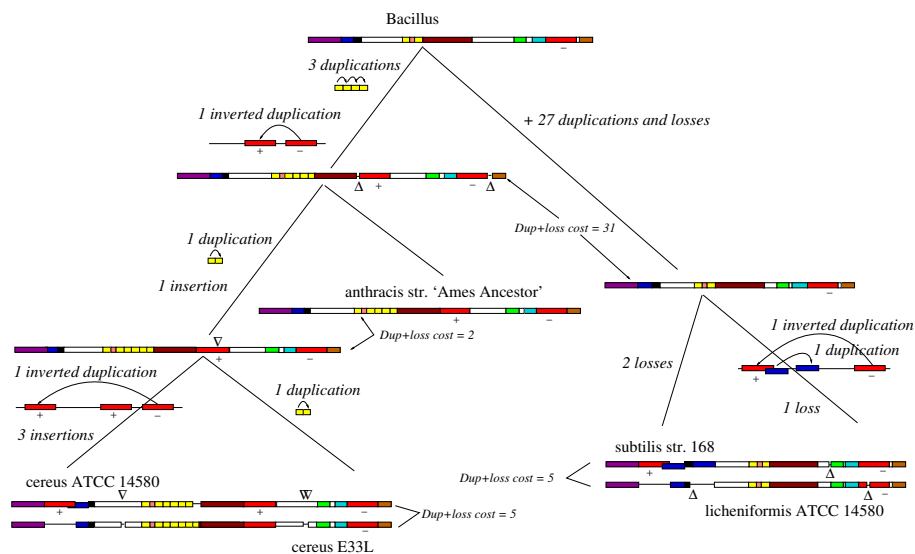 Bacillus
−
3 duplications
1 inverted duplication
+ −
+ 27 duplications and losses
Δ + − Δ
Dup+loss cost = 31
1 duplication
1 insertion
anthracis str. ‘Ames Ancestor’
+ −
Dup+loss cost = 2
−
∇
+ −
1 inverted duplication
+ + −
3 insertions
1 duplication
2 losses
1 inverted duplication
1 duplication
+ −
1 loss
cereus ATCC 14580
∇ ∇∇
+ + −
Dup+loss cost = 5
−
cereus E33L
subtilis str. 168
Δ
+ −
Dup+loss cost = 5
Δ Δ −
licheniformis ATCC 14580